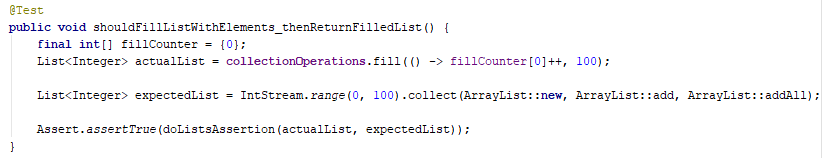 @Test
public void shouldFillListWithElements_thenReturnFilledList() {
    final int[] fillCounter = {0};
    List<Integer> actualList = collectionOperations.fill(() -> fillCounter[0]++, 100);
    List<Integer> expectedList = IntStream.range(0, 100).collect(ArrayList::new, ArrayList::add, ArrayList::addAll);
    Assert.assertTrue(doListsAssertion(actualList, expectedList));
}